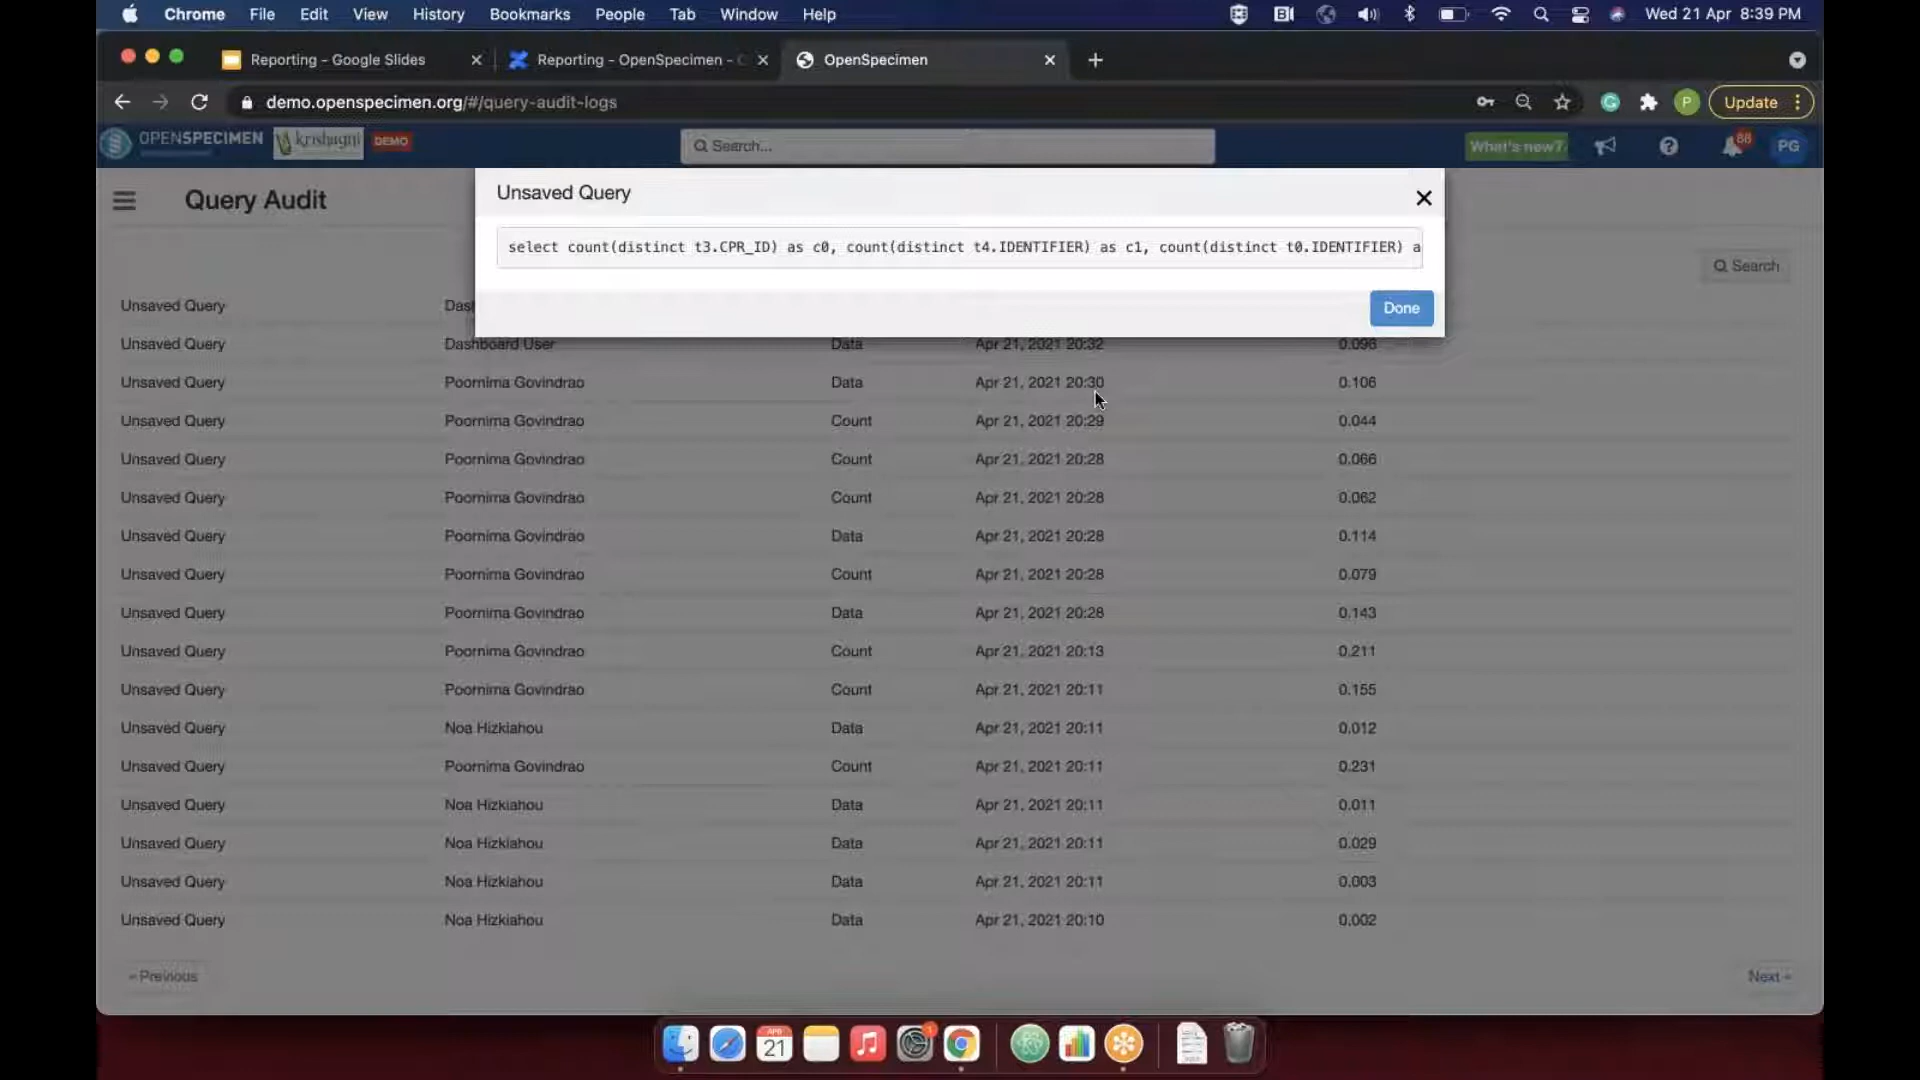 Chrome File Edit View History Bookmarks People Tab Window Help Wed 21 Apr 8:39 PM
Reporting - Google Slides Reporting - OpenSpecimen - OpenSpecimen
demo.openspecimen.org/#/query-audit-logs Update
OPENSPECIMEN krishagni DEMO Search... What's new? 88 PG
Query Audit
Unsaved Query
select count(distinct t3.CPR_ID) as c0, count(distinct t4.IDENTIFIER) as c1, count(distinct t0.IDENTIFIER) a
Search
Done
Unsaved Query
Unsaved Query Dashboard User Data Apr 21, 2021 20:32 0.096
Unsaved Query Poornima Govindrao Data Apr 21, 2021 20:30 0.106
Unsaved Query Poornima Govindrao Count Apr 21, 2021 20:29 0.044
Unsaved Query Poornima Govindrao Count Apr 21, 2021 20:28 0.066
Unsaved Query Poornima Govindrao Count Apr 21, 2021 20:28 0.062
Unsaved Query Poornima Govindrao Data Apr 21, 2021 20:28 0.114
Unsaved Query Poornima Govindrao Count Apr 21, 2021 20:28 0.079
Unsaved Query Poornima Govindrao Data Apr 21, 2021 20:28 0.143
Unsaved Query Poornima Govindrao Count Apr 21, 2021 20:13 0.211
Unsaved Query Poornima Govindrao Count Apr 21, 2021 20:11 0.155
Unsaved Query Noa Hizkiahou Data Apr 21, 2021 20:11 0.012
Unsaved Query Poornima Govindrao Count Apr 21, 2021 20:11 0.231
Unsaved Query Noa Hizkiahou Data Apr 21, 2021 20:11 0.011
Unsaved Query Noa Hizkiahou Data Apr 21, 2021 20:11 0.029
Unsaved Query Noa Hizkiahou Data Apr 21, 2021 20:11 0.003
Unsaved Query Noa Hizkiahou Data Apr 21, 2021 20:10 0.002
« Previous Next »
APR
21
1